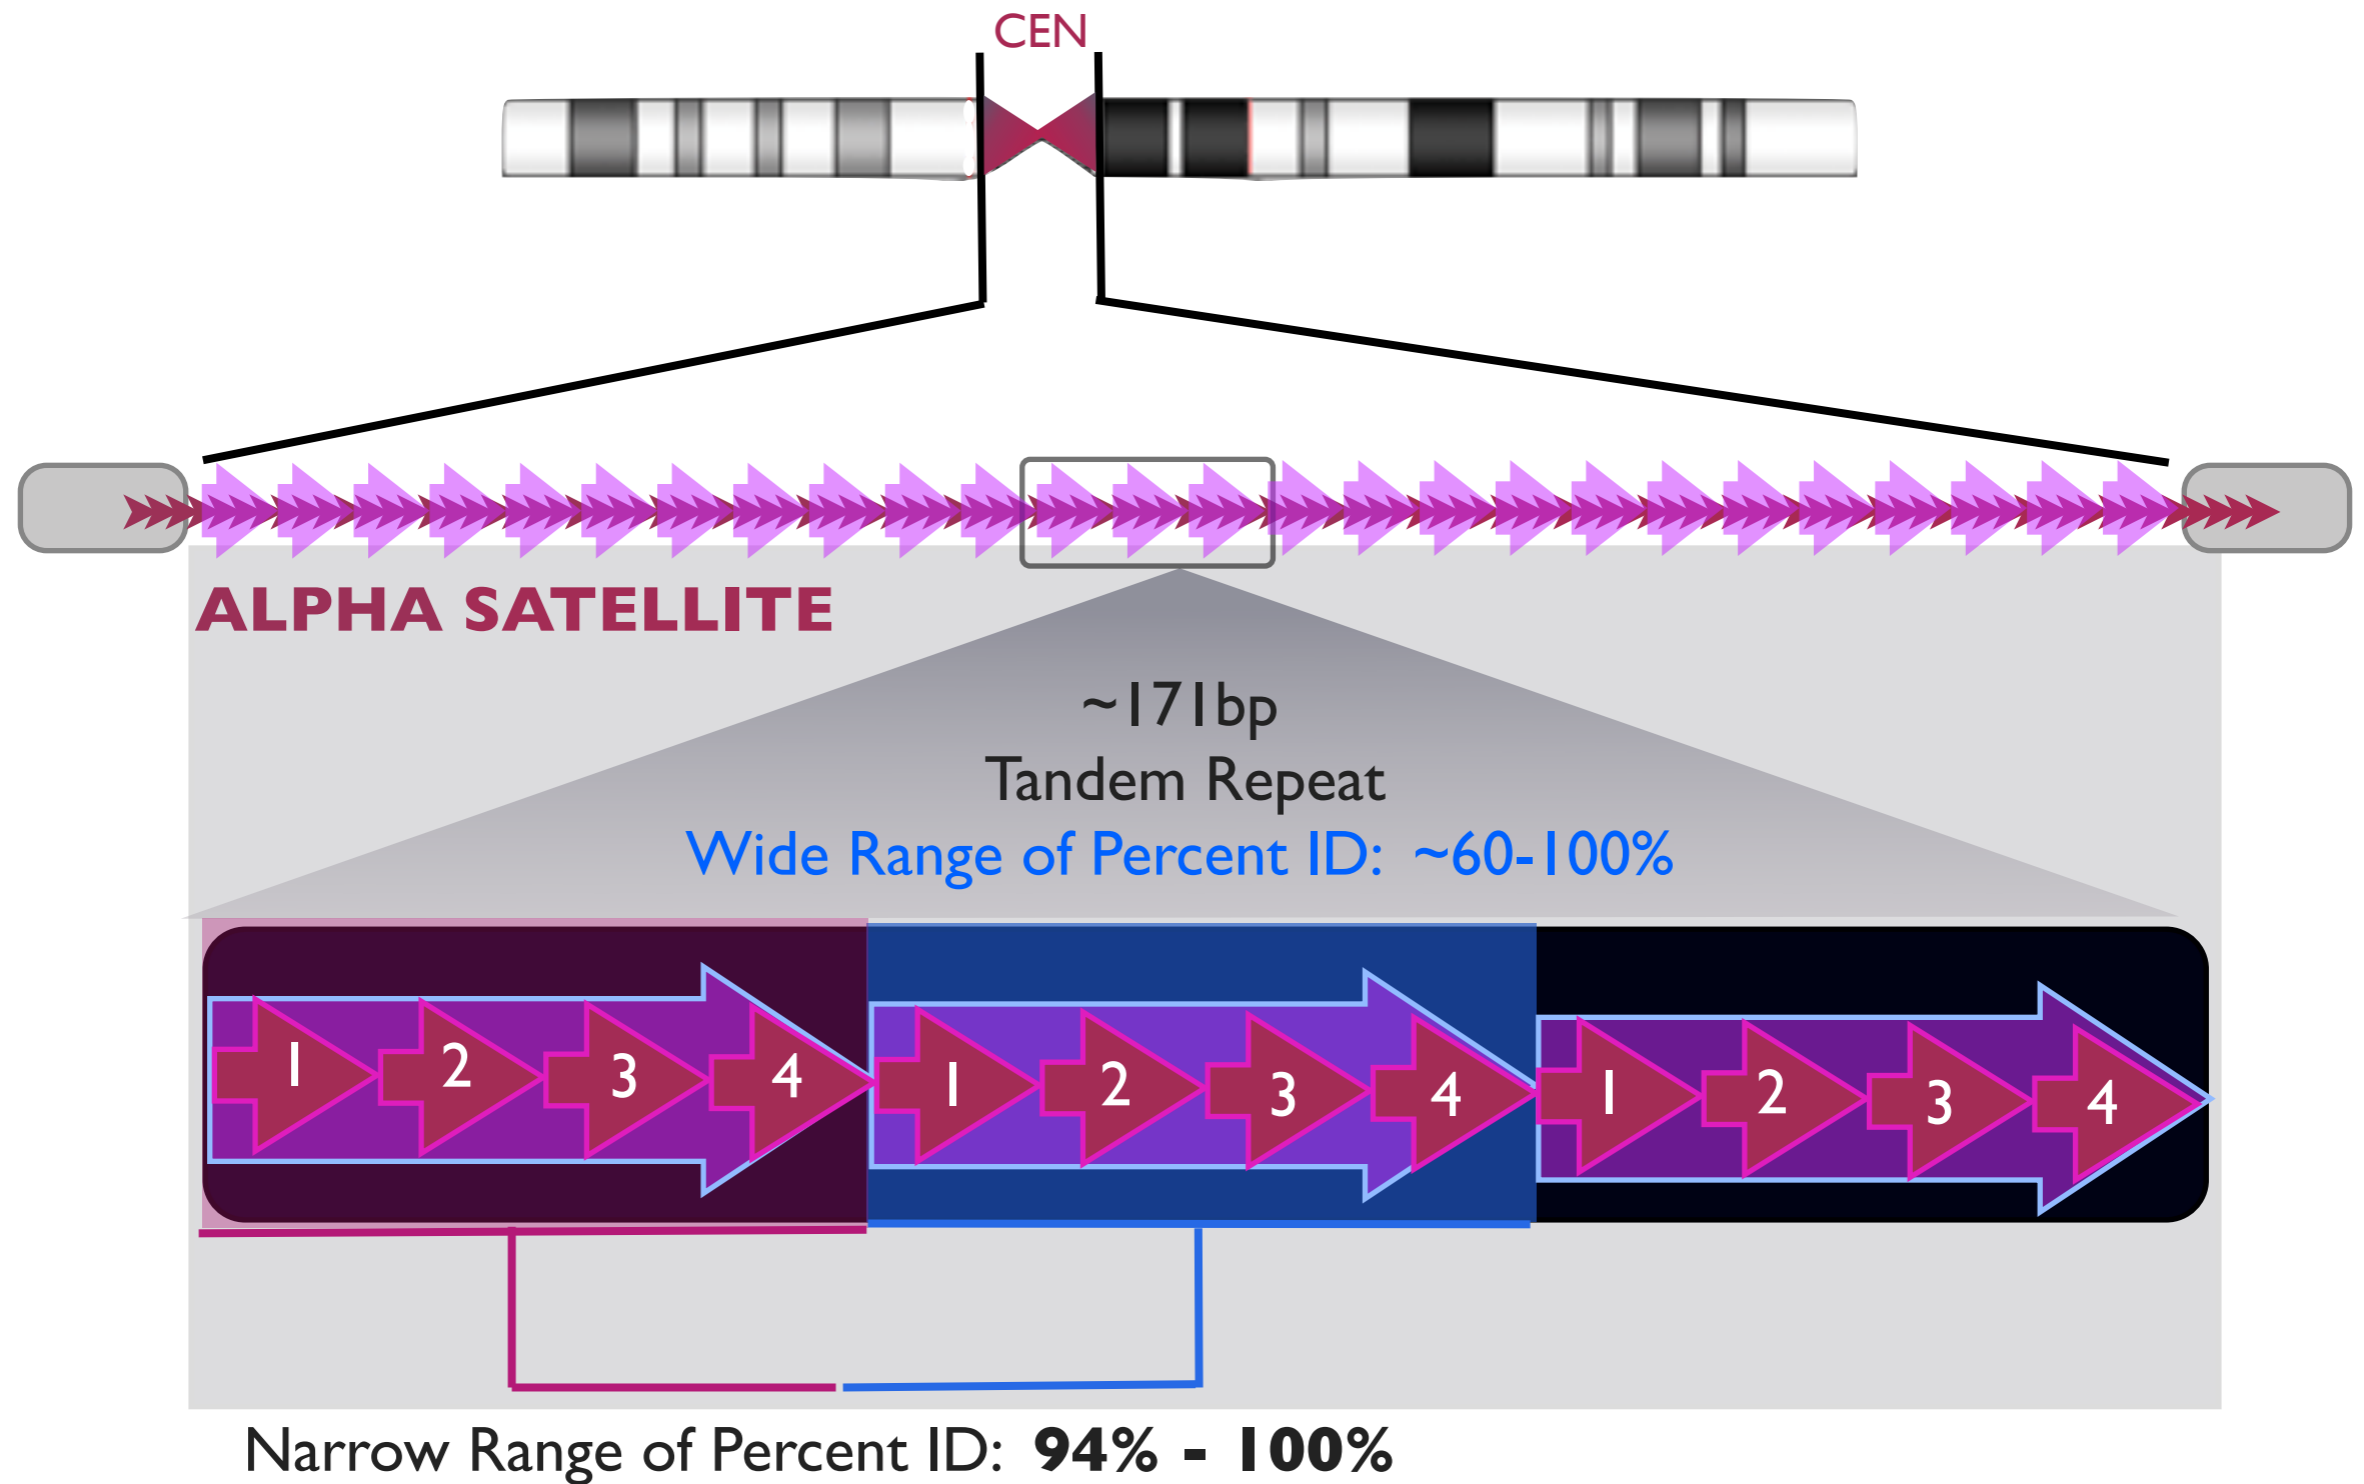 CEN
ALPHA SATELLITE
~171bp
Tandem Repeat
Wide Range of Percent ID: ~60-100%
1 2 3 4 1 2 3 4 1 2 3 4
Narrow Range of Percent ID: 94% - 100%